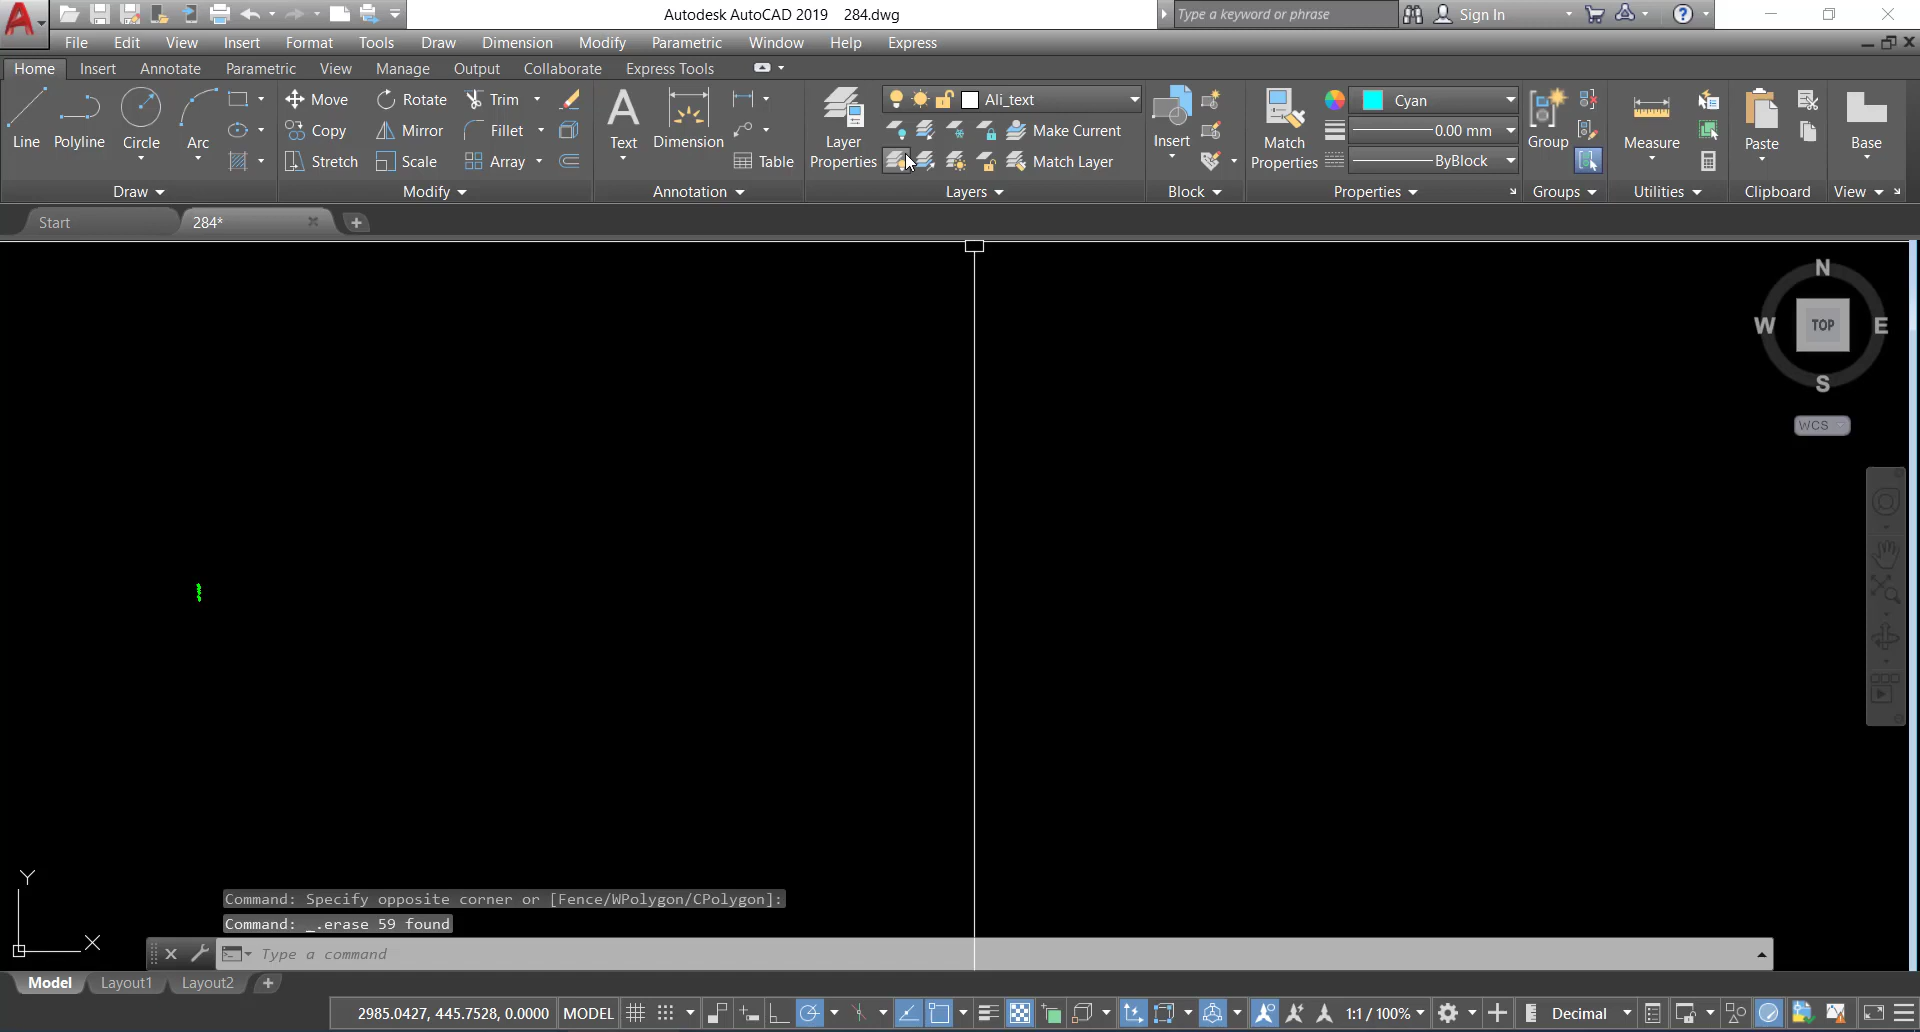 Autodesk AutoCAD 2019 284.dwg
Type a keyword or phrase
Sign In
File Edit View Insert Format Tools Draw Dimension Modify Parametric Window Help Express
Home Insert Annotate Parametric View Manage Output Collaborate Express Tools
Line Polyline Circle Arc
Move Rotate Trim
Copy Mirror Fillet
Stretch Scale Array
Text Dimension Table
Layer Properties
Ali_text
Make Current
Match Layer
Insert
Match Properties
Cyan
0.00 mm
ByBlock
Group
Measure
Paste
Base
Draw Modify Annotation Layers Block Properties Groups Utilities Clipboard View
Start 284*
N
W TOP E
S
WCS
Y
X
Command: Specify opposite corner or [Fence/WPolygon/CPolygon]:
Command: _.erase 59 found
Type a command
Model Layout1 Layout2
2985.0427, 445.7528, 0.0000 MODEL 1:1 / 100% Decimal